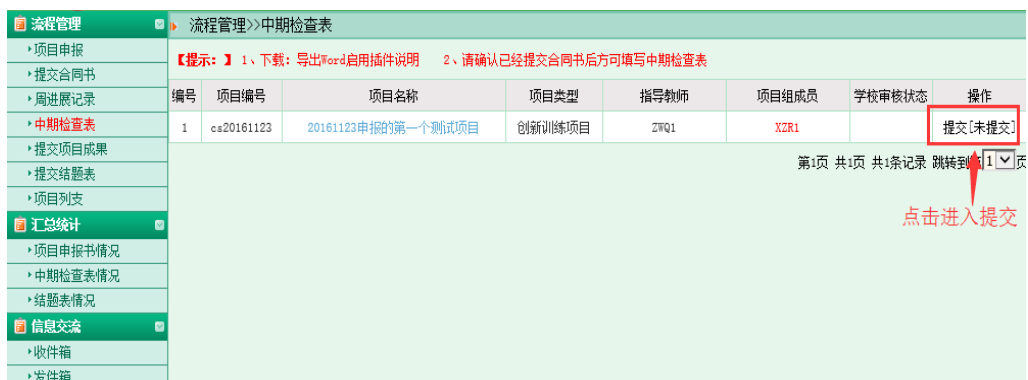 流程管理
项目申报
提交合同书
周进展记录
中期检查表
提交项目成果
提交结题表
项目列支
汇总统计
项目申报书情况
中期检查表情况
结题表情况
信息交流
收件箱
发件箱
流程管理>>中期检查表
【提示：】1、下载：导出Word启用插件说明 2、请确认已经提交合同书后方可填写中期检查表
编号 项目编号 项目名称 项目类型 指导教师 项目组成员 学校审核状态 操作
1 cs20161123 20161123申报的第一个测试项目 创新训练项目 ZWQ1 XZR1 提交[未提交]
第1页 共1页 共1条记录 跳转到 1 页
点击进入提交